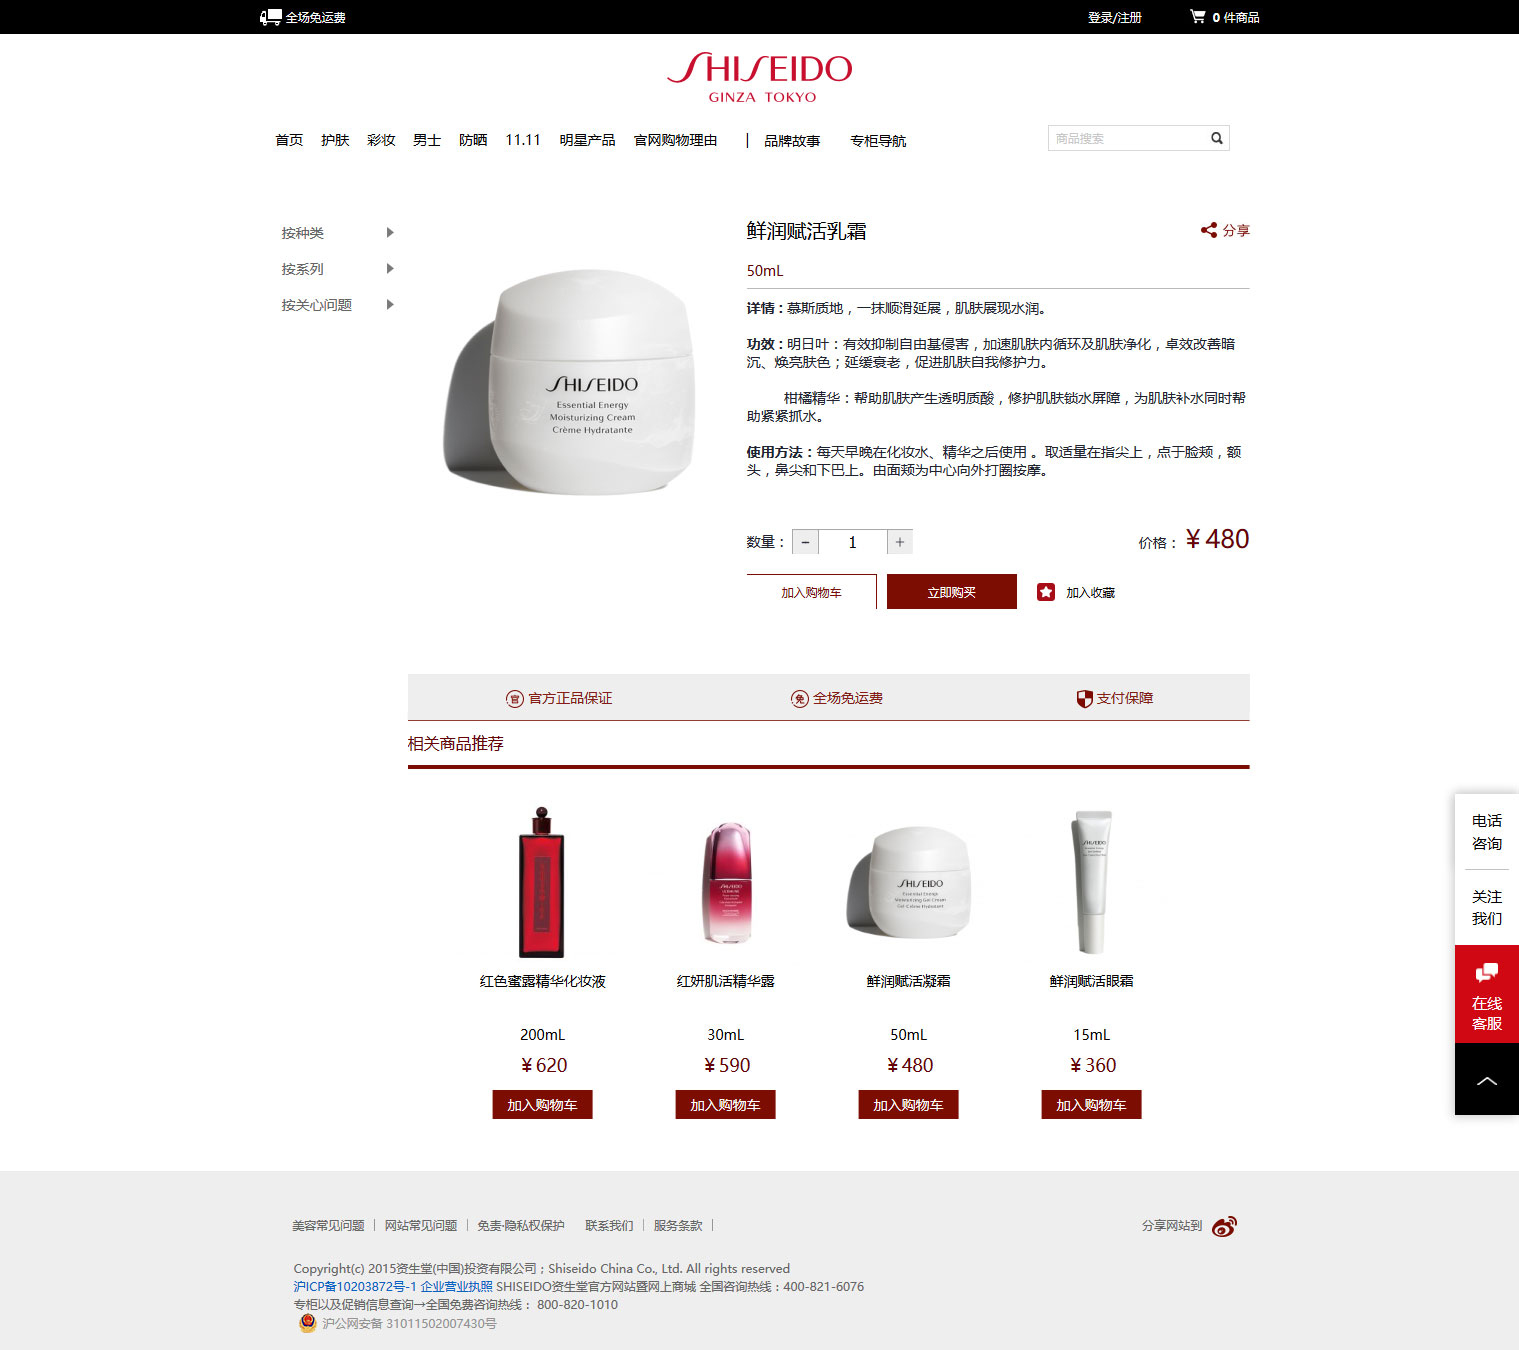 全场免运费
登录/注册
0 件商品
SHISEIDO
GINZA TOKYO
首页 护肤 彩妆 男士 防晒 11.11 明星产品 官网购物理由 | 品牌故事 专柜导航
商品搜索
按种类
按系列
按关心问题
SHISEIDO
Essential Energy
Moisturizing Cream
Crème Hydratante
鲜润赋活乳霜
分享
50mL
详情：慕斯质地，一抹顺滑延展，肌肤展现水润。
功效：明日叶：有效抑制自由基侵害，加速肌肤内循环及肌肤净化，卓效改善暗
沉、焕亮肤色；延缓衰老，促进肌肤自我修护力。
柑橘精华：帮助肌肤产生透明质酸，修护肌肤锁水屏障，为肌肤补水同时帮
助紧紧抓水。
使用方法：每天早晚在化妆水、精华之后使用 。取适量在指尖上，点于脸颊，额
头，鼻尖和下巴上。由面颊为中心向外打圈按摩。
数量： - 1 +
价格： ¥480
加入购物车
立即购买
加入收藏
官 官方正品保证
免 全场免运费
支付保障
相关商品推荐
SHISEIDO
SHISEIDO
Essential Energy
Moisturizing Gel Cream
Gel-Crème Hydratante
SHISEIDO
红色蜜露精华化妆液 红妍肌活精华露 鲜润赋活凝霜 鲜润赋活眼霜
200mL 30mL 50mL 15mL
¥620 ¥590 ¥480 ¥360
加入购物车 加入购物车 加入购物车 加入购物车
电话
咨询
关注
我们
在线
客服
美容常见问题 | 网站常见问题 | 免责·隐私权保护 联系我们 | 服务条款 |
分享网站到
Copyright(c) 2015资生堂(中国)投资有限公司；Shiseido China Co., Ltd. All rights reserved
沪ICP备10203872号-1 企业营业执照 SHISEIDO资生堂官方网站暨网上商城 全国咨询热线：400-821-6076
专柜以及促销信息查询→全国免费咨询热线： 800-820-1010
沪公网安备 31011502007430号